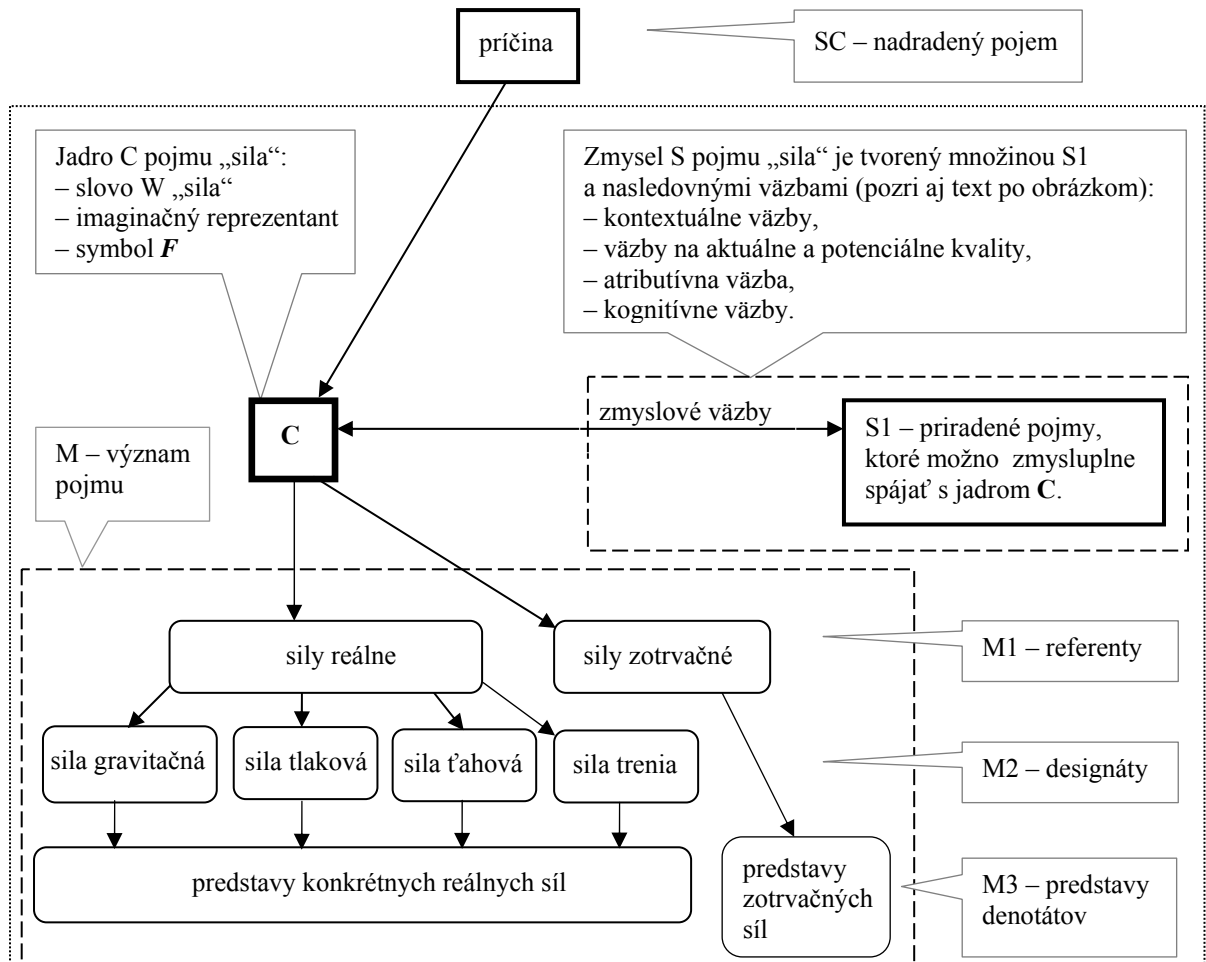 príčina
SC – nadradený pojem
Jadro C pojmu „sila“:
– slovo W „sila“
– imaginačný reprezentant
– symbol F
Zmysel S pojmu „sila“ je tvorený množinou S1
a nasledovnými väzbami (pozri aj text po obrázkom):
– kontextuálne väzby,
– väzby na aktuálne a potenciálne kvality,
– atributívna väzba,
– kognitívne väzby.
C
zmyslové väzby
S1 – priradené pojmy,
ktoré možno zmysluplne
spájať s jadrom C.
M – význam
pojmu
sily reálne
sily zotrvačné
M1 – referenty
sila gravitačná
sila tlaková
sila ťahová
sila trenia
M2 – designáty
predstavy konkrétnych reálnych síl
predstavy
zotrvačných
síl
M3 – predstavy
denotátov